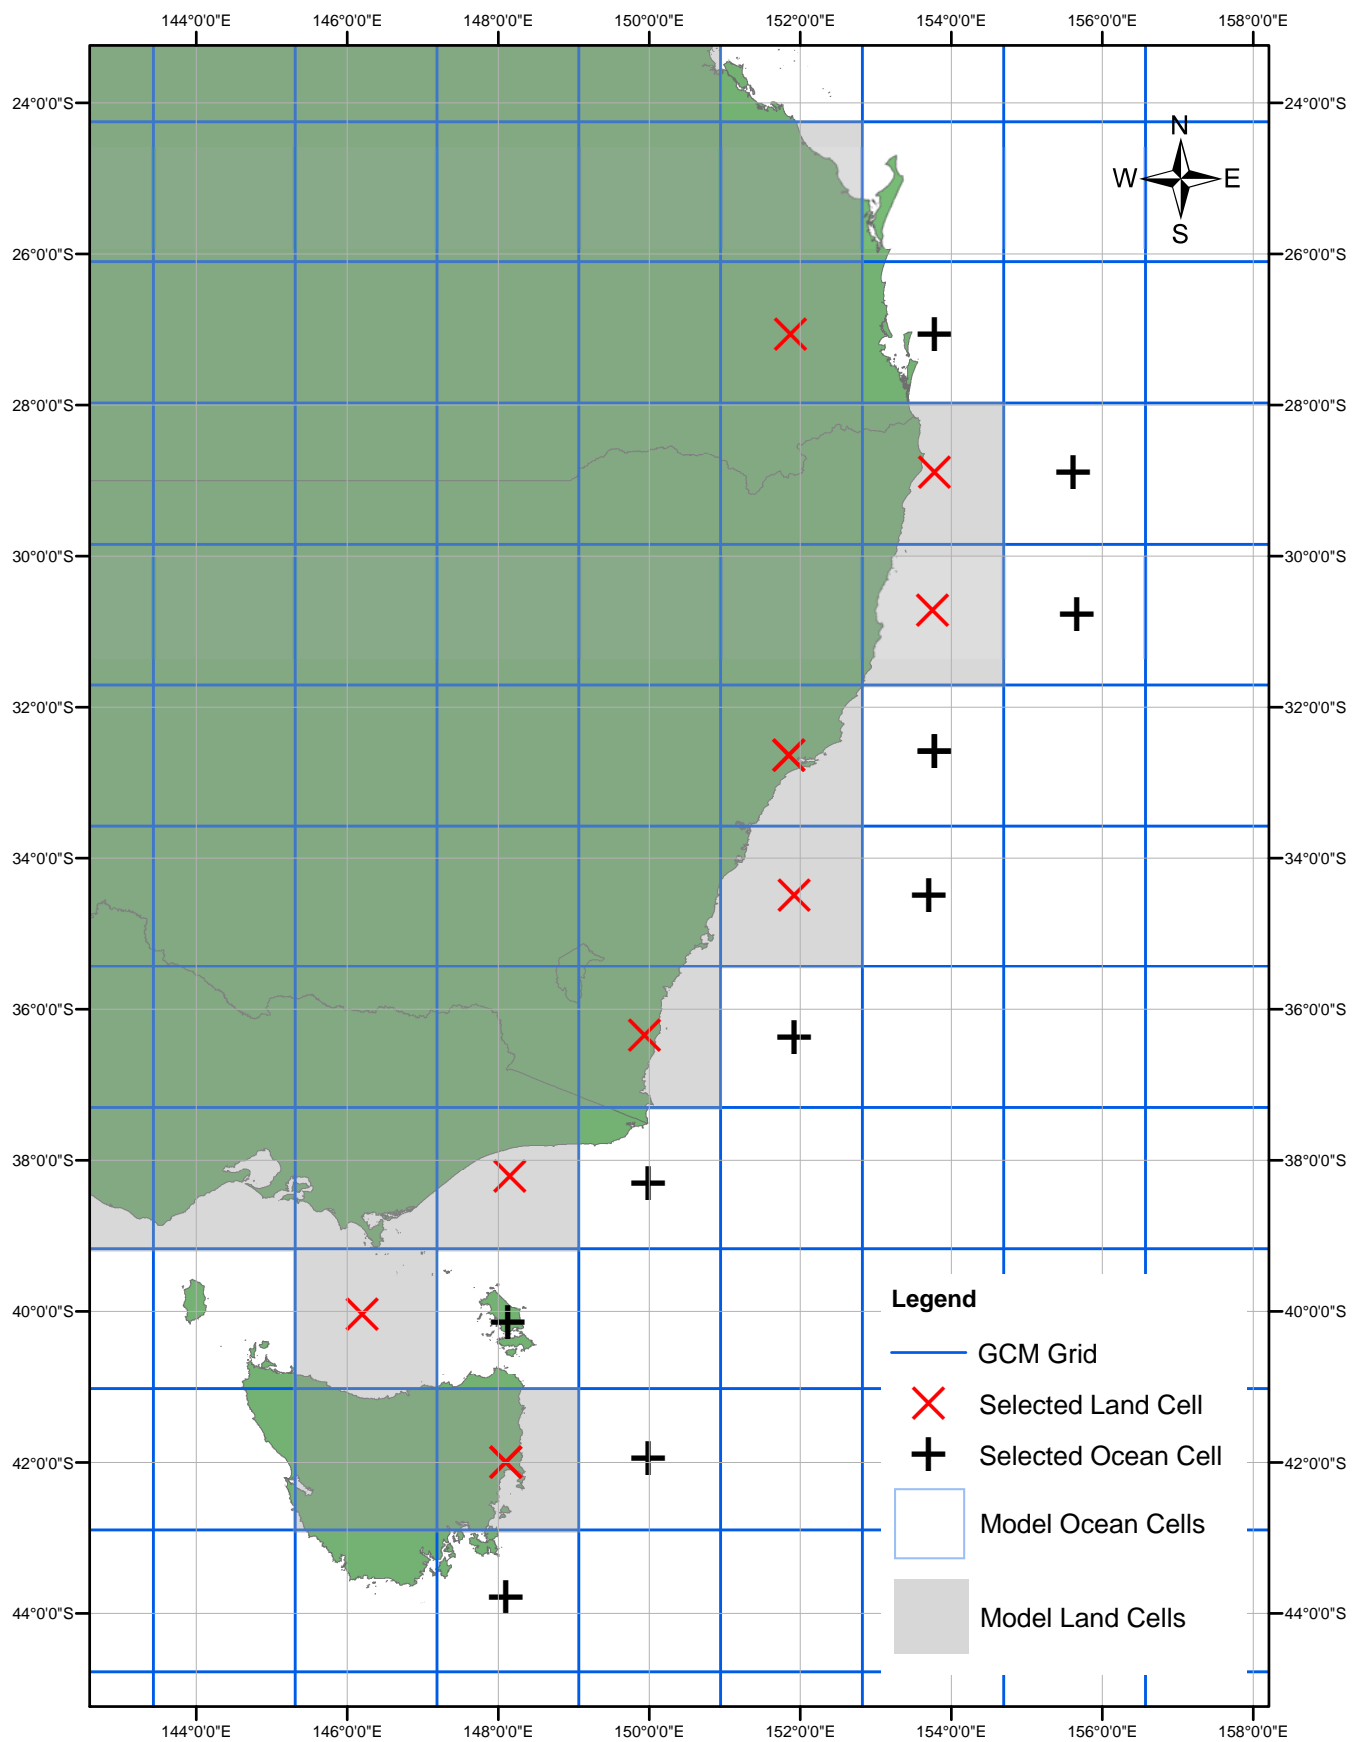 144°0'0"E 146°0'0"E 148°0'0"E 150°0'0"E 152°0'0"E 154°0'0"E 156°0'0"E 158°0'0"E
24°0'0"S 24°0'0"S
N
W E
S
26°0'0"S 26°0'0"S
28°0'0"S 28°0'0"S
30°0'0"S 30°0'0"S
32°0'0"S 32°0'0"S
34°0'0"S 34°0'0"S
36°0'0"S 36°0'0"S
38°0'0"S 38°0'0"S
40°0'0"S 40°0'0"S
42°0'0"S 42°0'0"S
44°0'0"S 44°0'0"S
Legend
GCM Grid
Selected Land Cell
Selected Ocean Cell
Model Ocean Cells
Model Land Cells
144°0'0"E 146°0'0"E 148°0'0"E 150°0'0"E 152°0'0"E 154°0'0"E 156°0'0"E 158°0'0"E